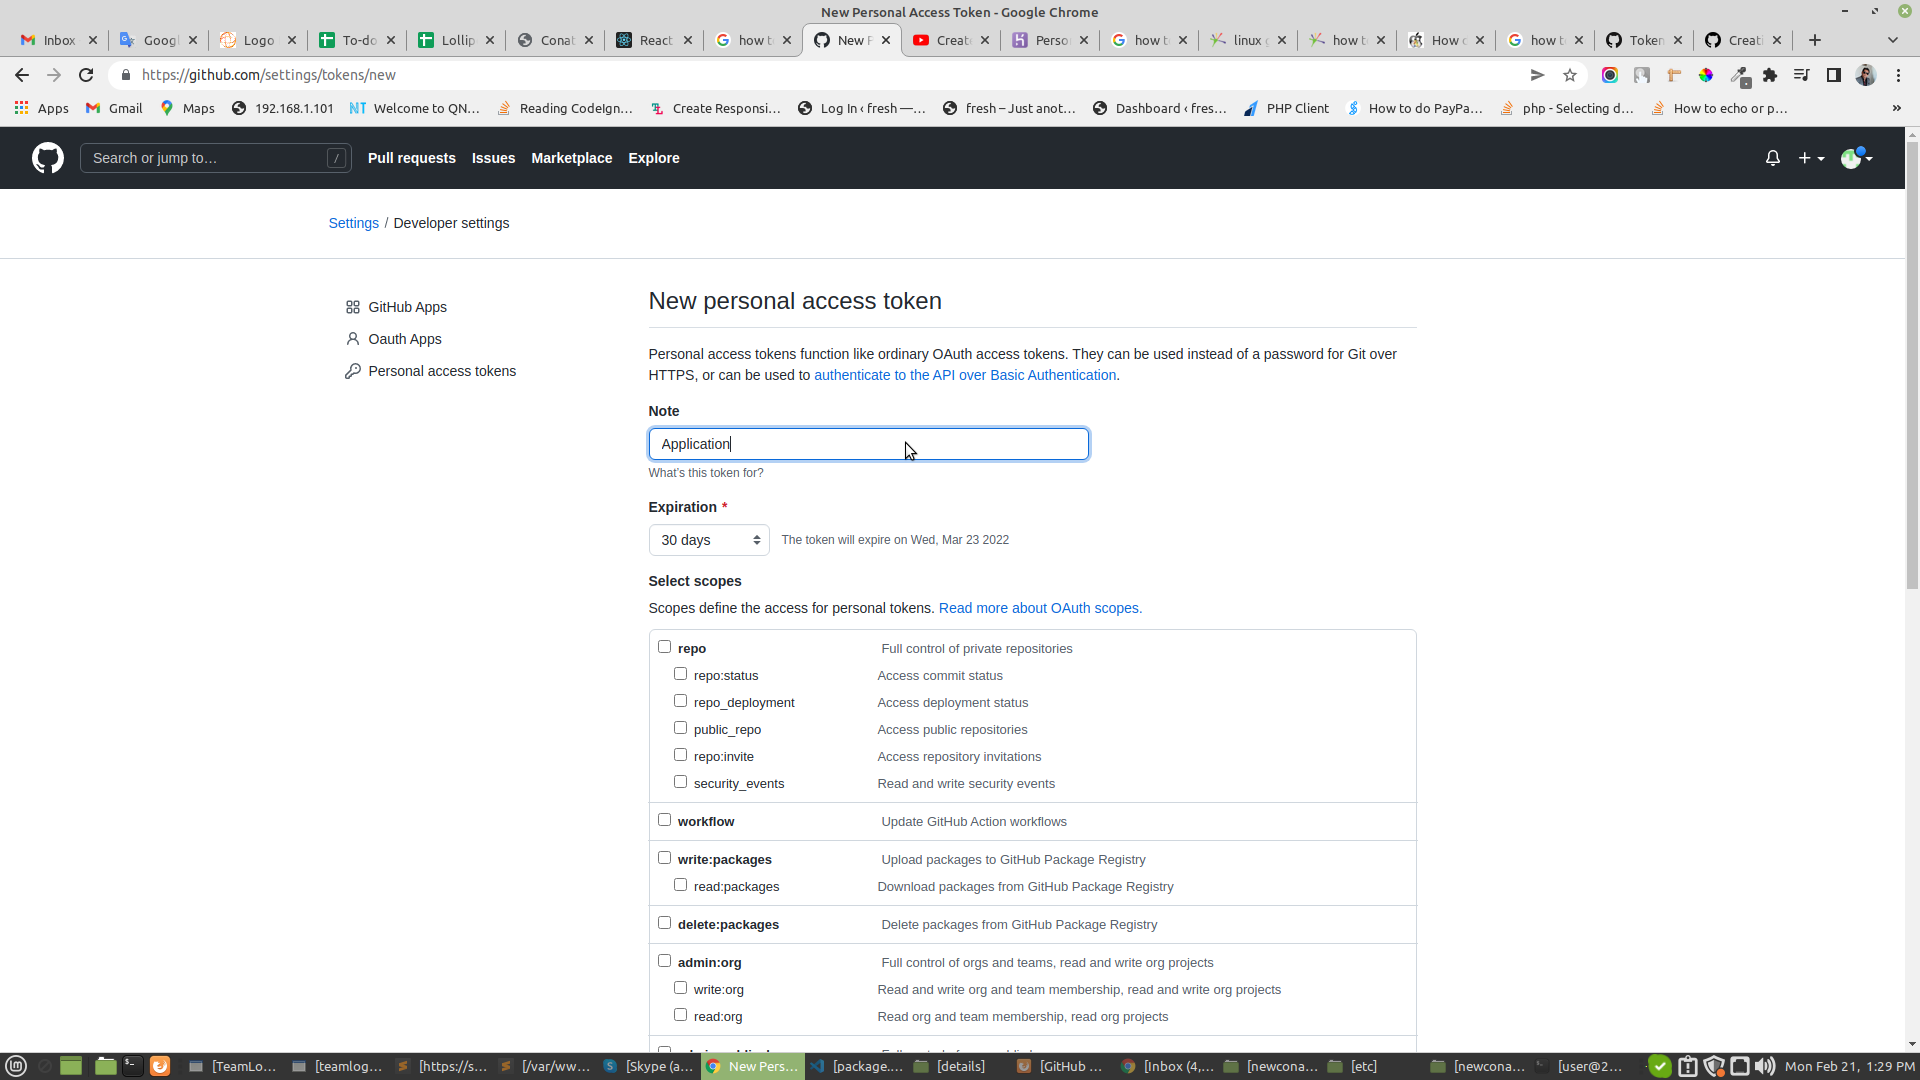 New Personal Access Token - Google Chrome
Inbox
Googl
Logo
To-do
Lollip
Conat
React
how t
New P
Creat
Perso
how t
linux g
how t
How c
how t
Token
Creat
https://github.com/settings/tokens/new
Apps
Gmail
Maps
192.168.1.101
Welcome to QN...
Reading CodeIgn...
Create Responsi...
Log In ‹ fresh —...
fresh – Just anot...
Dashboard ‹ fres...
PHP Client
How to do PayPa...
php - Selecting d...
How to echo or p...
»
Search or jump to...
/
Pull requests
Issues
Marketplace
Explore
Settings / Developer settings
GitHub Apps
Oauth Apps
Personal access tokens
New personal access token
Personal access tokens function like ordinary OAuth access tokens. They can be used instead of a password for Git over
HTTPS, or can be used to authenticate to the API over Basic Authentication.
Note
Application
What's this token for?
Expiration *
30 days
The token will expire on Wed, Mar 23 2022
Select scopes
Scopes define the access for personal tokens. Read more about OAuth scopes.
repo Full control of private repositories
repo:status Access commit status
repo_deployment Access deployment status
public_repo Access public repositories
repo:invite Access repository invitations
security_events Read and write security events
workflow Update GitHub Action workflows
write:packages Upload packages to GitHub Package Registry
read:packages Download packages from GitHub Package Registry
delete:packages Delete packages from GitHub Package Registry
admin:org Full control of orgs and teams, read and write org projects
write:org Read and write org and team membership, read and write org projects
read:org Read org and team membership, read org projects
[TeamLo...
[teamlog...
[https://s...
[/var/ww...
[Skype (a...
New Pers...
[package....
[details]
[GitHub ...
[Inbox (4,...
[newcona...
[etc]
[newcona...
[user@2...
Mon Feb 21, 1:29 PM